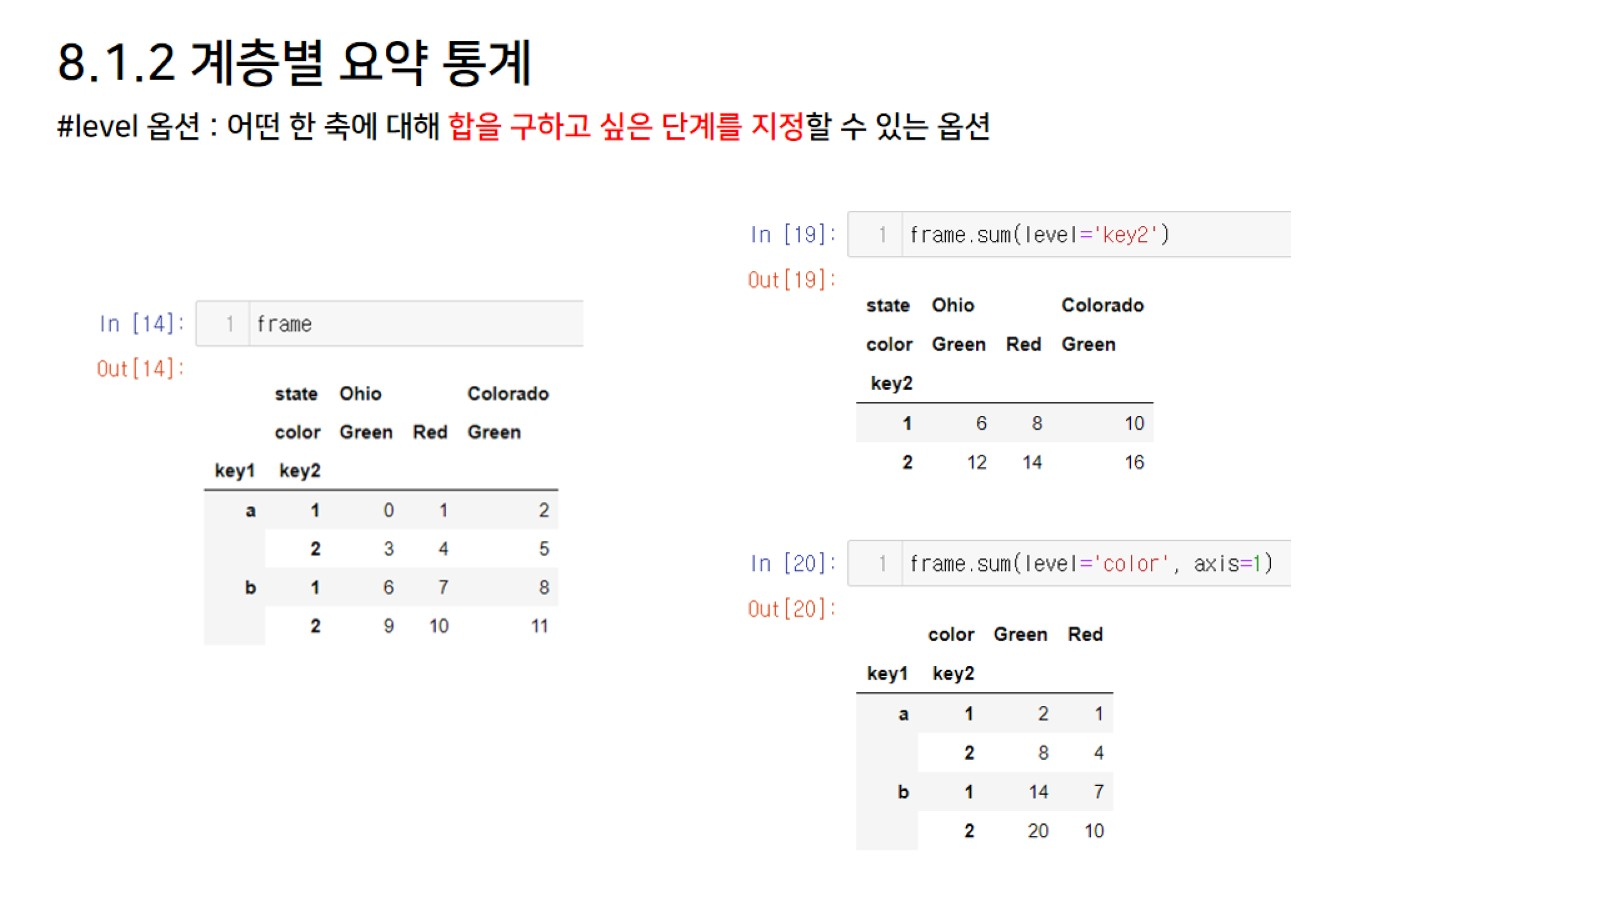 8.1.2 계층별 요약 통계
#level 옵션 : 어떤 한 축에 대해 합을 구하고 싶은 단계를 지정할 수 있는 옵션
In [14]: 1 frame
Out[14]:
state Ohio Colorado
color Green Red Green
key1 key2
a 1 0 1 2
2 3 4 5
b 1 6 7 8
2 9 10 11
In [19]: 1 frame.sum(level='key2')
Out[19]:
state Ohio Colorado
color Green Red Green
key2
1 6 8 10
2 12 14 16
In [20]: 1 frame.sum(level='color', axis=1)
Out[20]:
color Green Red
key1 key2
a 1 2 1
2 8 4
b 1 14 7
2 20 10